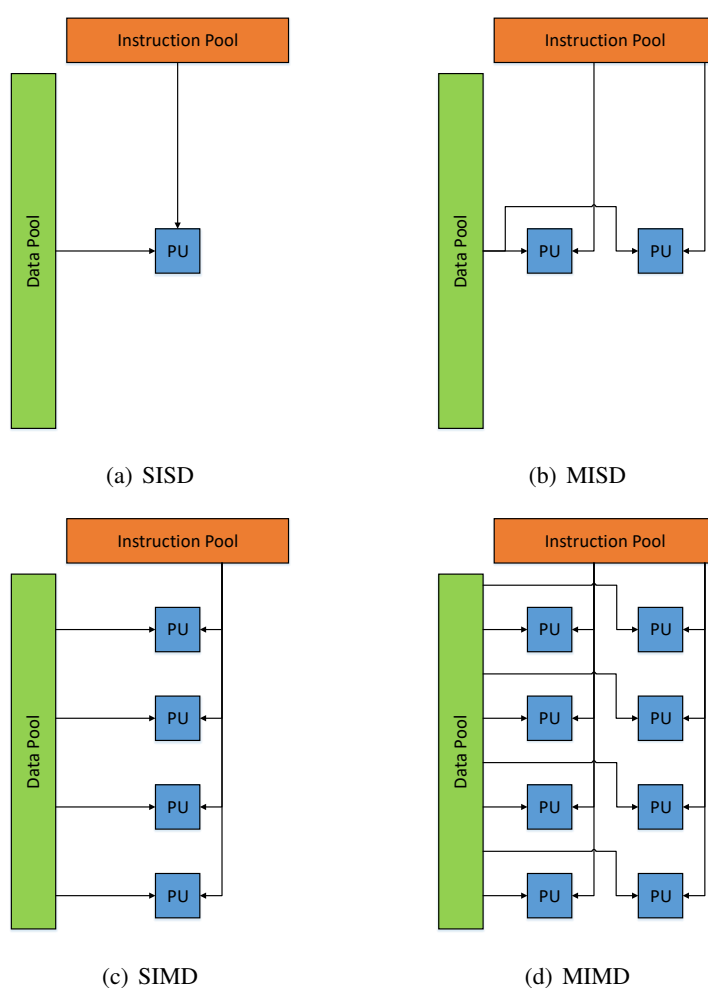 Instruction Pool
Data Pool
PU
(a) SISD
Instruction Pool
Data Pool
PU
PU
(b) MISD
Instruction Pool
Data Pool
PU
PU
PU
PU
(c) SIMD
Instruction Pool
Data Pool
PU
PU
PU
PU
PU
PU
PU
PU
(d) MIMD